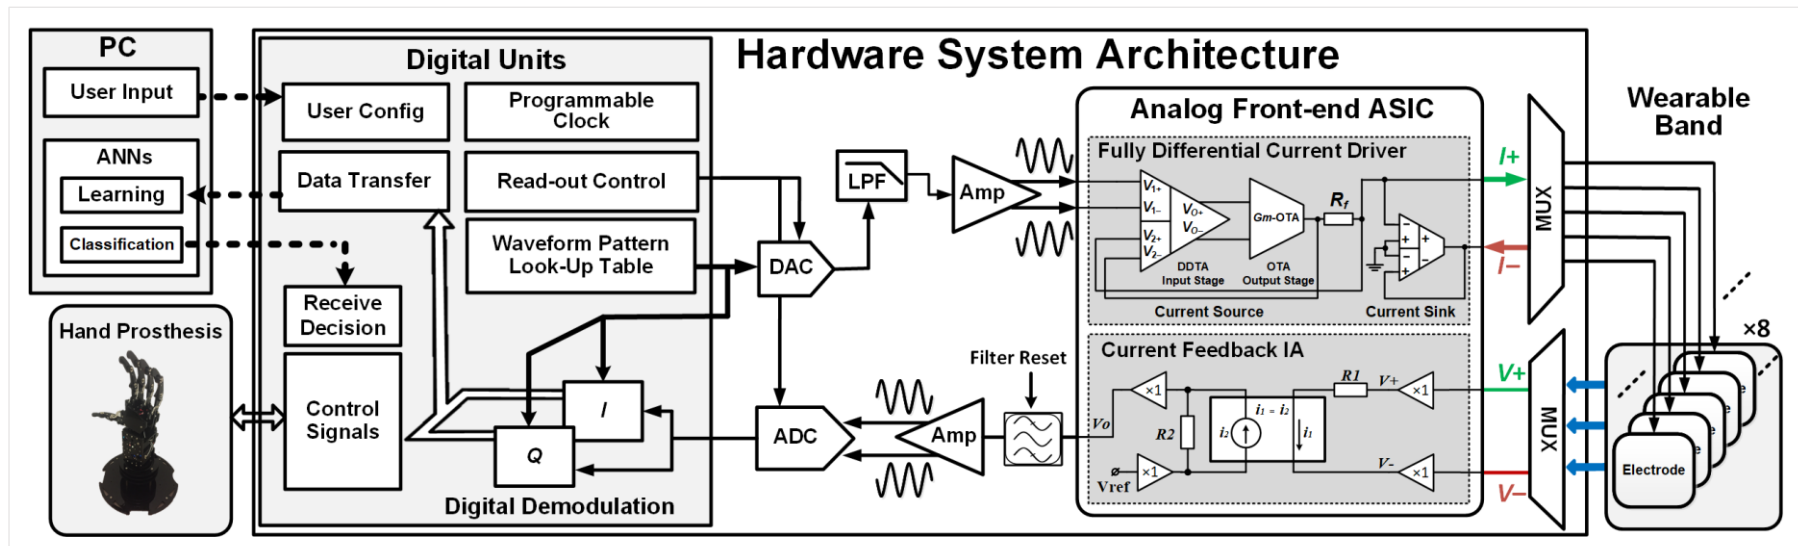 Hardware System Architecture
PC
User Input
ANNs
Learning
Classification
Hand Prosthesis
Digital Units
User Config
Programmable
Clock
Data Transfer
Read-out Control
Waveform Pattern
Look-Up Table
Receive
Decision
Control
Signals
I
Q
Digital Demodulation
DAC
LPF
Amp
ADC
Amp
Filter Reset
Analog Front-end ASIC
Fully Differential Current Driver
V1+
V1−
V2+
V2−
VO+
VO−
DDTA
Input Stage
Gm-OTA
OTA
Output Stage
Rf
−
+
−
+
+
−
Current Source
Current Sink
Current Feedback IA
×1
Vo
R2
×1
Vref
i1 = i2
i2
i1
R1
V+
×1
V-
×1
I+
I−
MUX
V+
V−
MUX
Wearable
Band
×8
e
e
e
e
Electrode